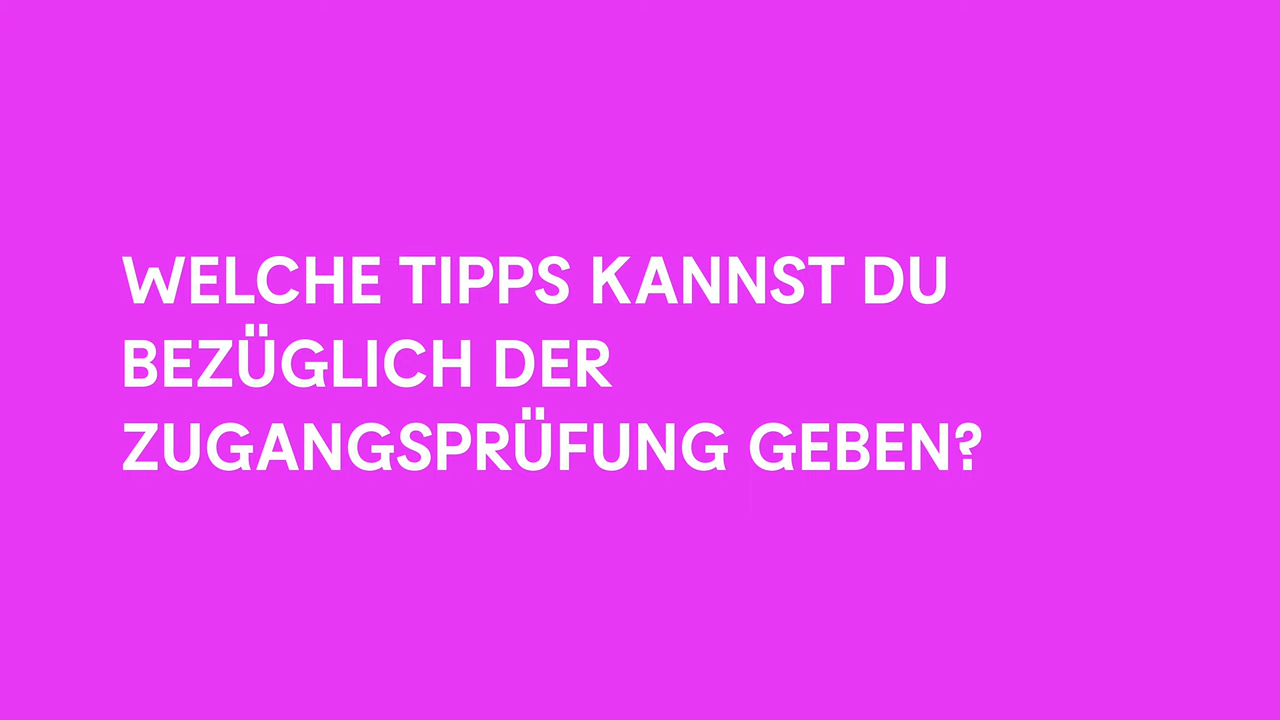 WELCHE TIPPS KANNST DU
BEZÜGLICH DER
ZUGANGSPRÜFUNG GEBEN?